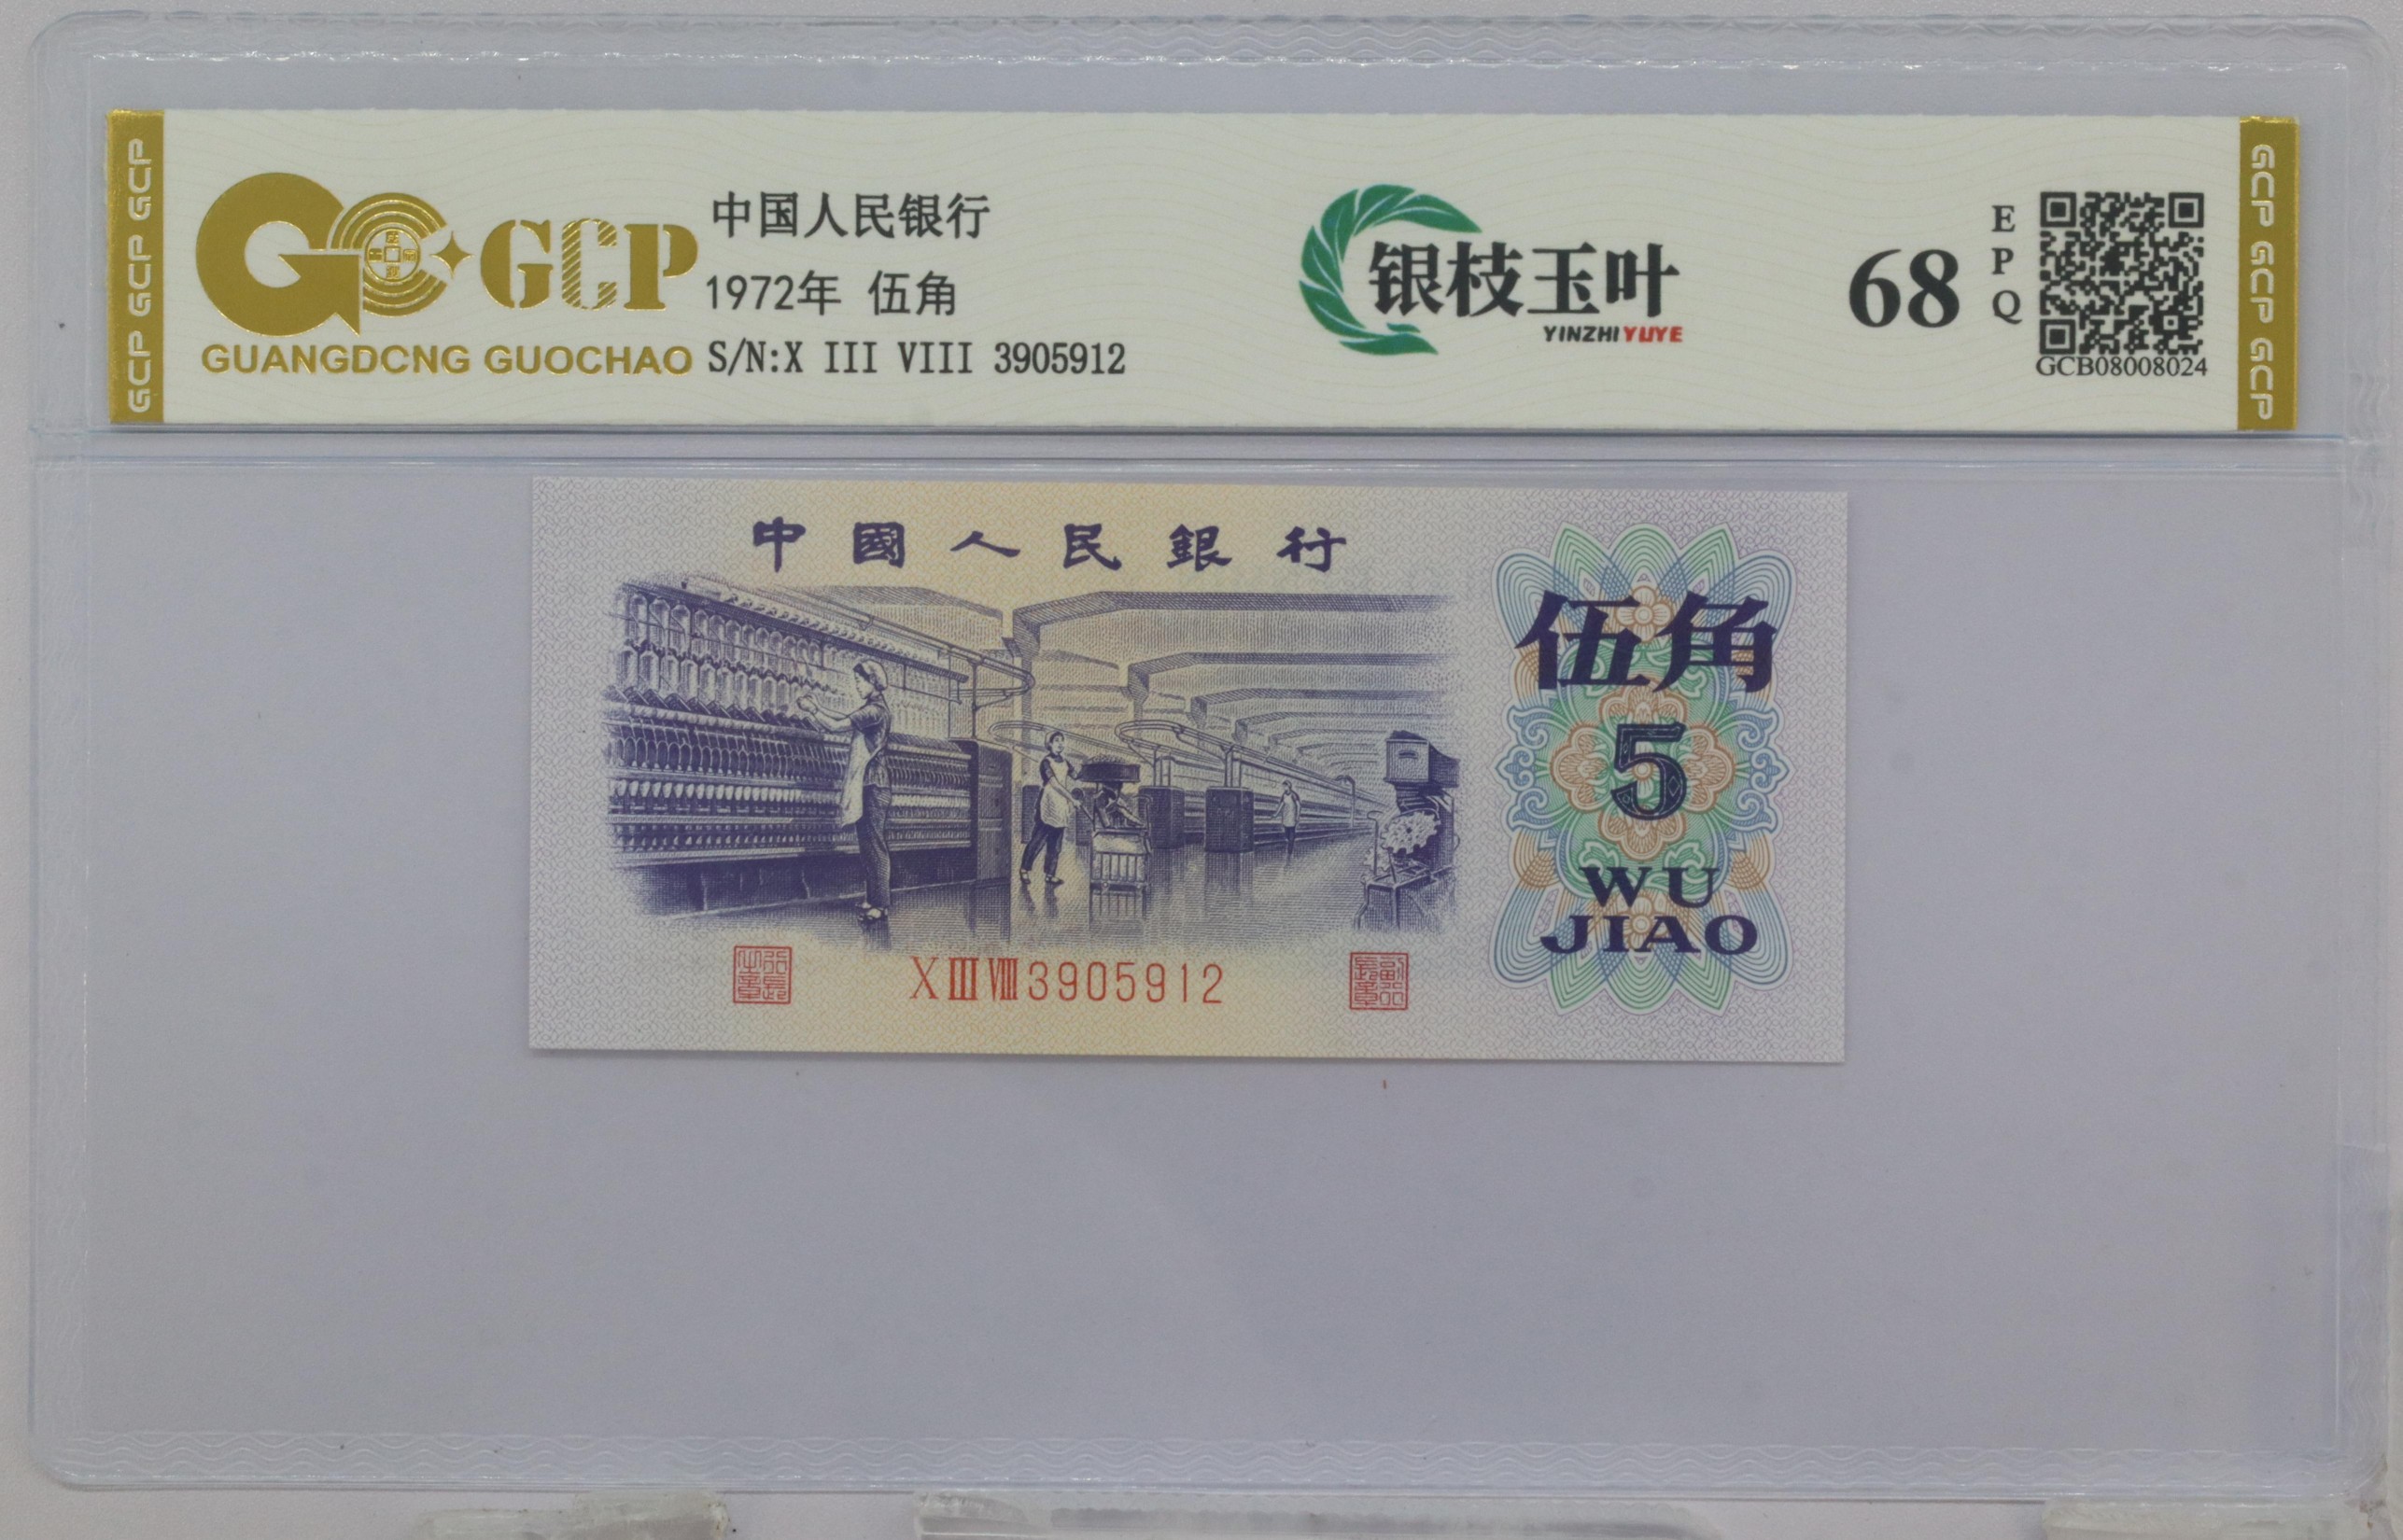 GCP GCP GCP
GCP
GUANGDCNG GUOCHAO
中国人民银行
1972年 伍角
S/N:X III VIII 3905912
银枝玉叶
YINZHIYUYE
68
EPQ
GCB08008024
GCP GCP GCP
中國人民銀行
伍角
5
WU
JIAO
X III VIII 3905912